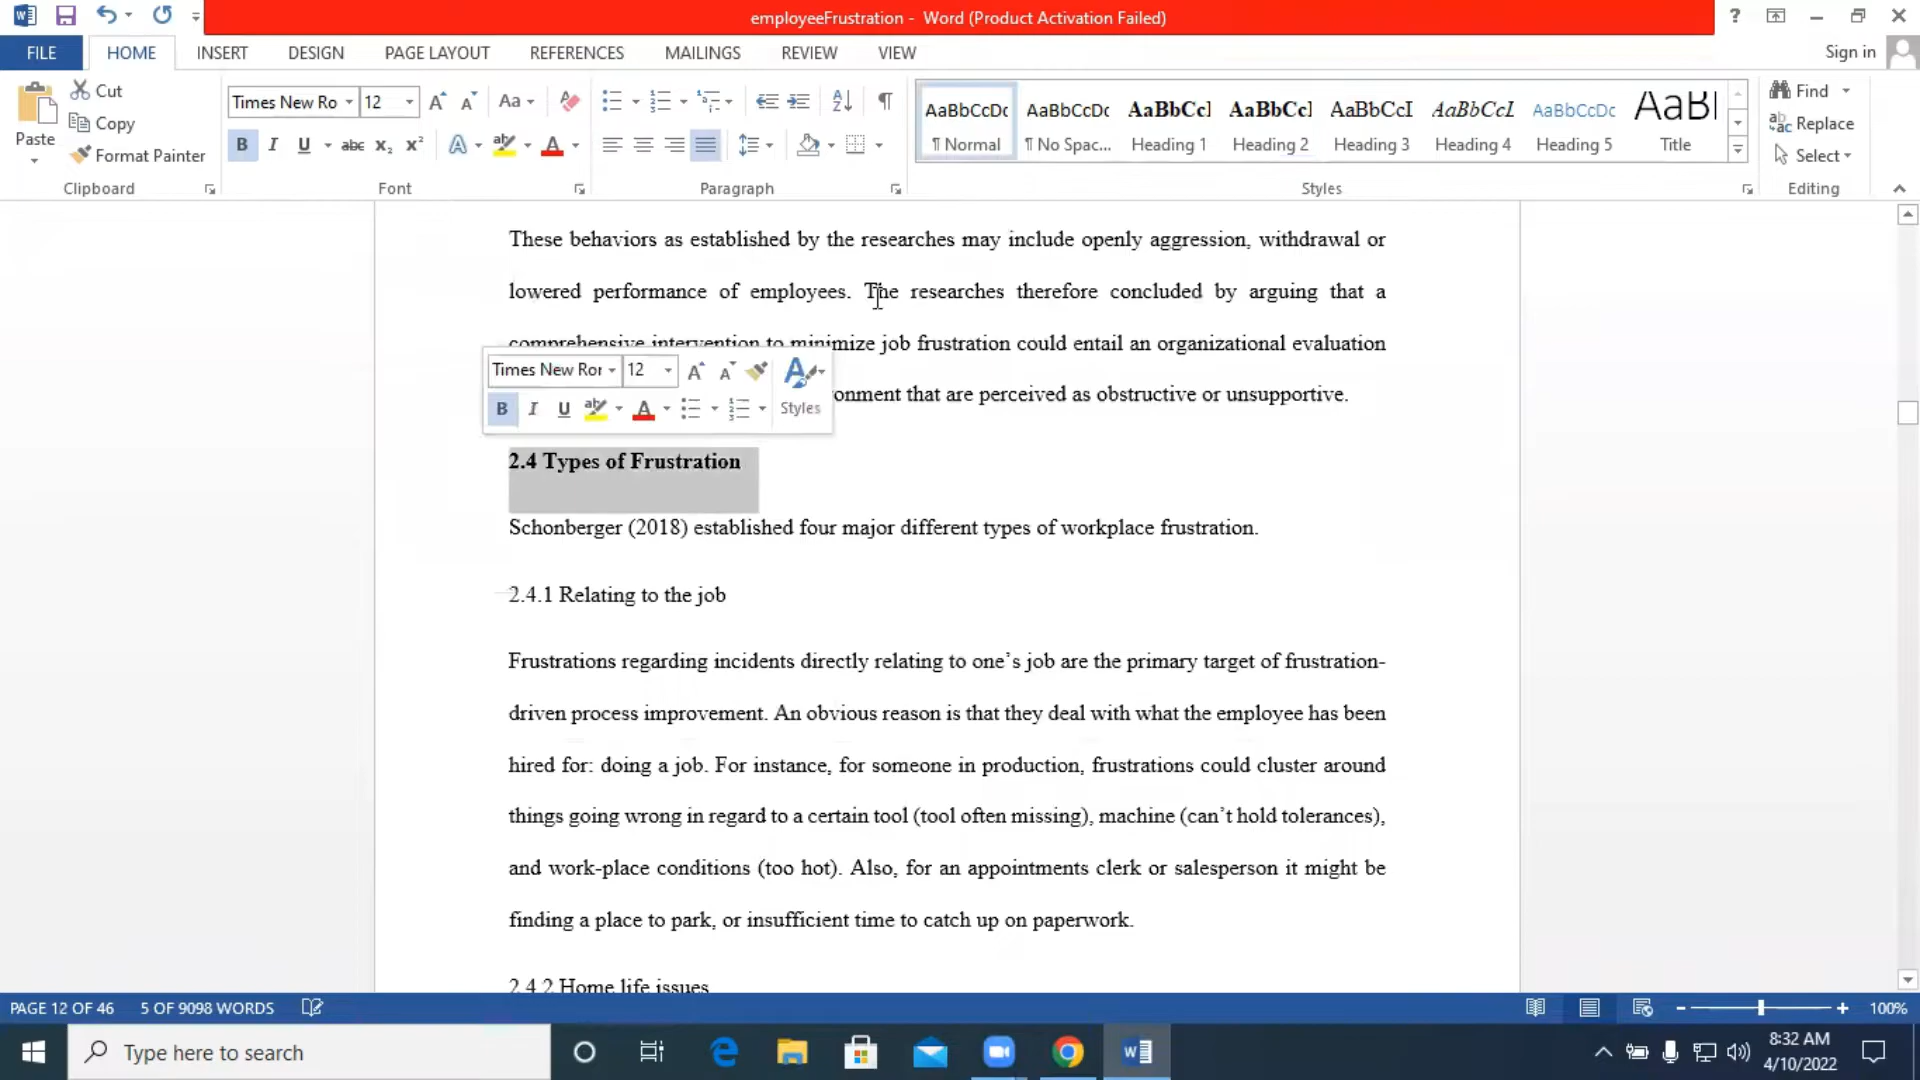 employeeFrustration - Word (Product Activation Failed)
FILE HOME INSERT DESIGN PAGE LAYOUT REFERENCES MAILINGS REVIEW VIEW Sign in
Paste Cut Copy Format Painter
Times New Ro 12
AaBbCcDc AaBbCcDc AaBbCcI AaBbCcI AaBbCcI AaBbCcI AaBbCcDc AaBl
¶ Normal ¶ No Spac... Heading 1 Heading 2 Heading 3 Heading 4 Heading 5 Title
Find Replace Select
Clipboard Font Paragraph Styles Editing
These behaviors as established by the researches may include openly aggression, withdrawal or
lowered performance of employees. The researches therefore concluded by arguing that a
comprehensive intervention to minimize job frustration could entail an organizational evaluation
Times New Ror 12
Styles
ronment that are perceived as obstructive or unsupportive.
2.4 Types of Frustration
Schonberger (2018) established four major different types of workplace frustration.
2.4.1 Relating to the job
Frustrations regarding incidents directly relating to one’s job are the primary target of frustration-
driven process improvement. An obvious reason is that they deal with what the employee has been
hired for: doing a job. For instance, for someone in production, frustrations could cluster around
things going wrong in regard to a certain tool (tool often missing), machine (can’t hold tolerances),
and work-place conditions (too hot). Also, for an appointments clerk or salesperson it might be
finding a place to park, or insufficient time to catch up on paperwork.
2.4.2 Home life issues
PAGE 12 OF 46 5 OF 9098 WORDS 100%
Type here to search
8:32 AM
4/10/2022